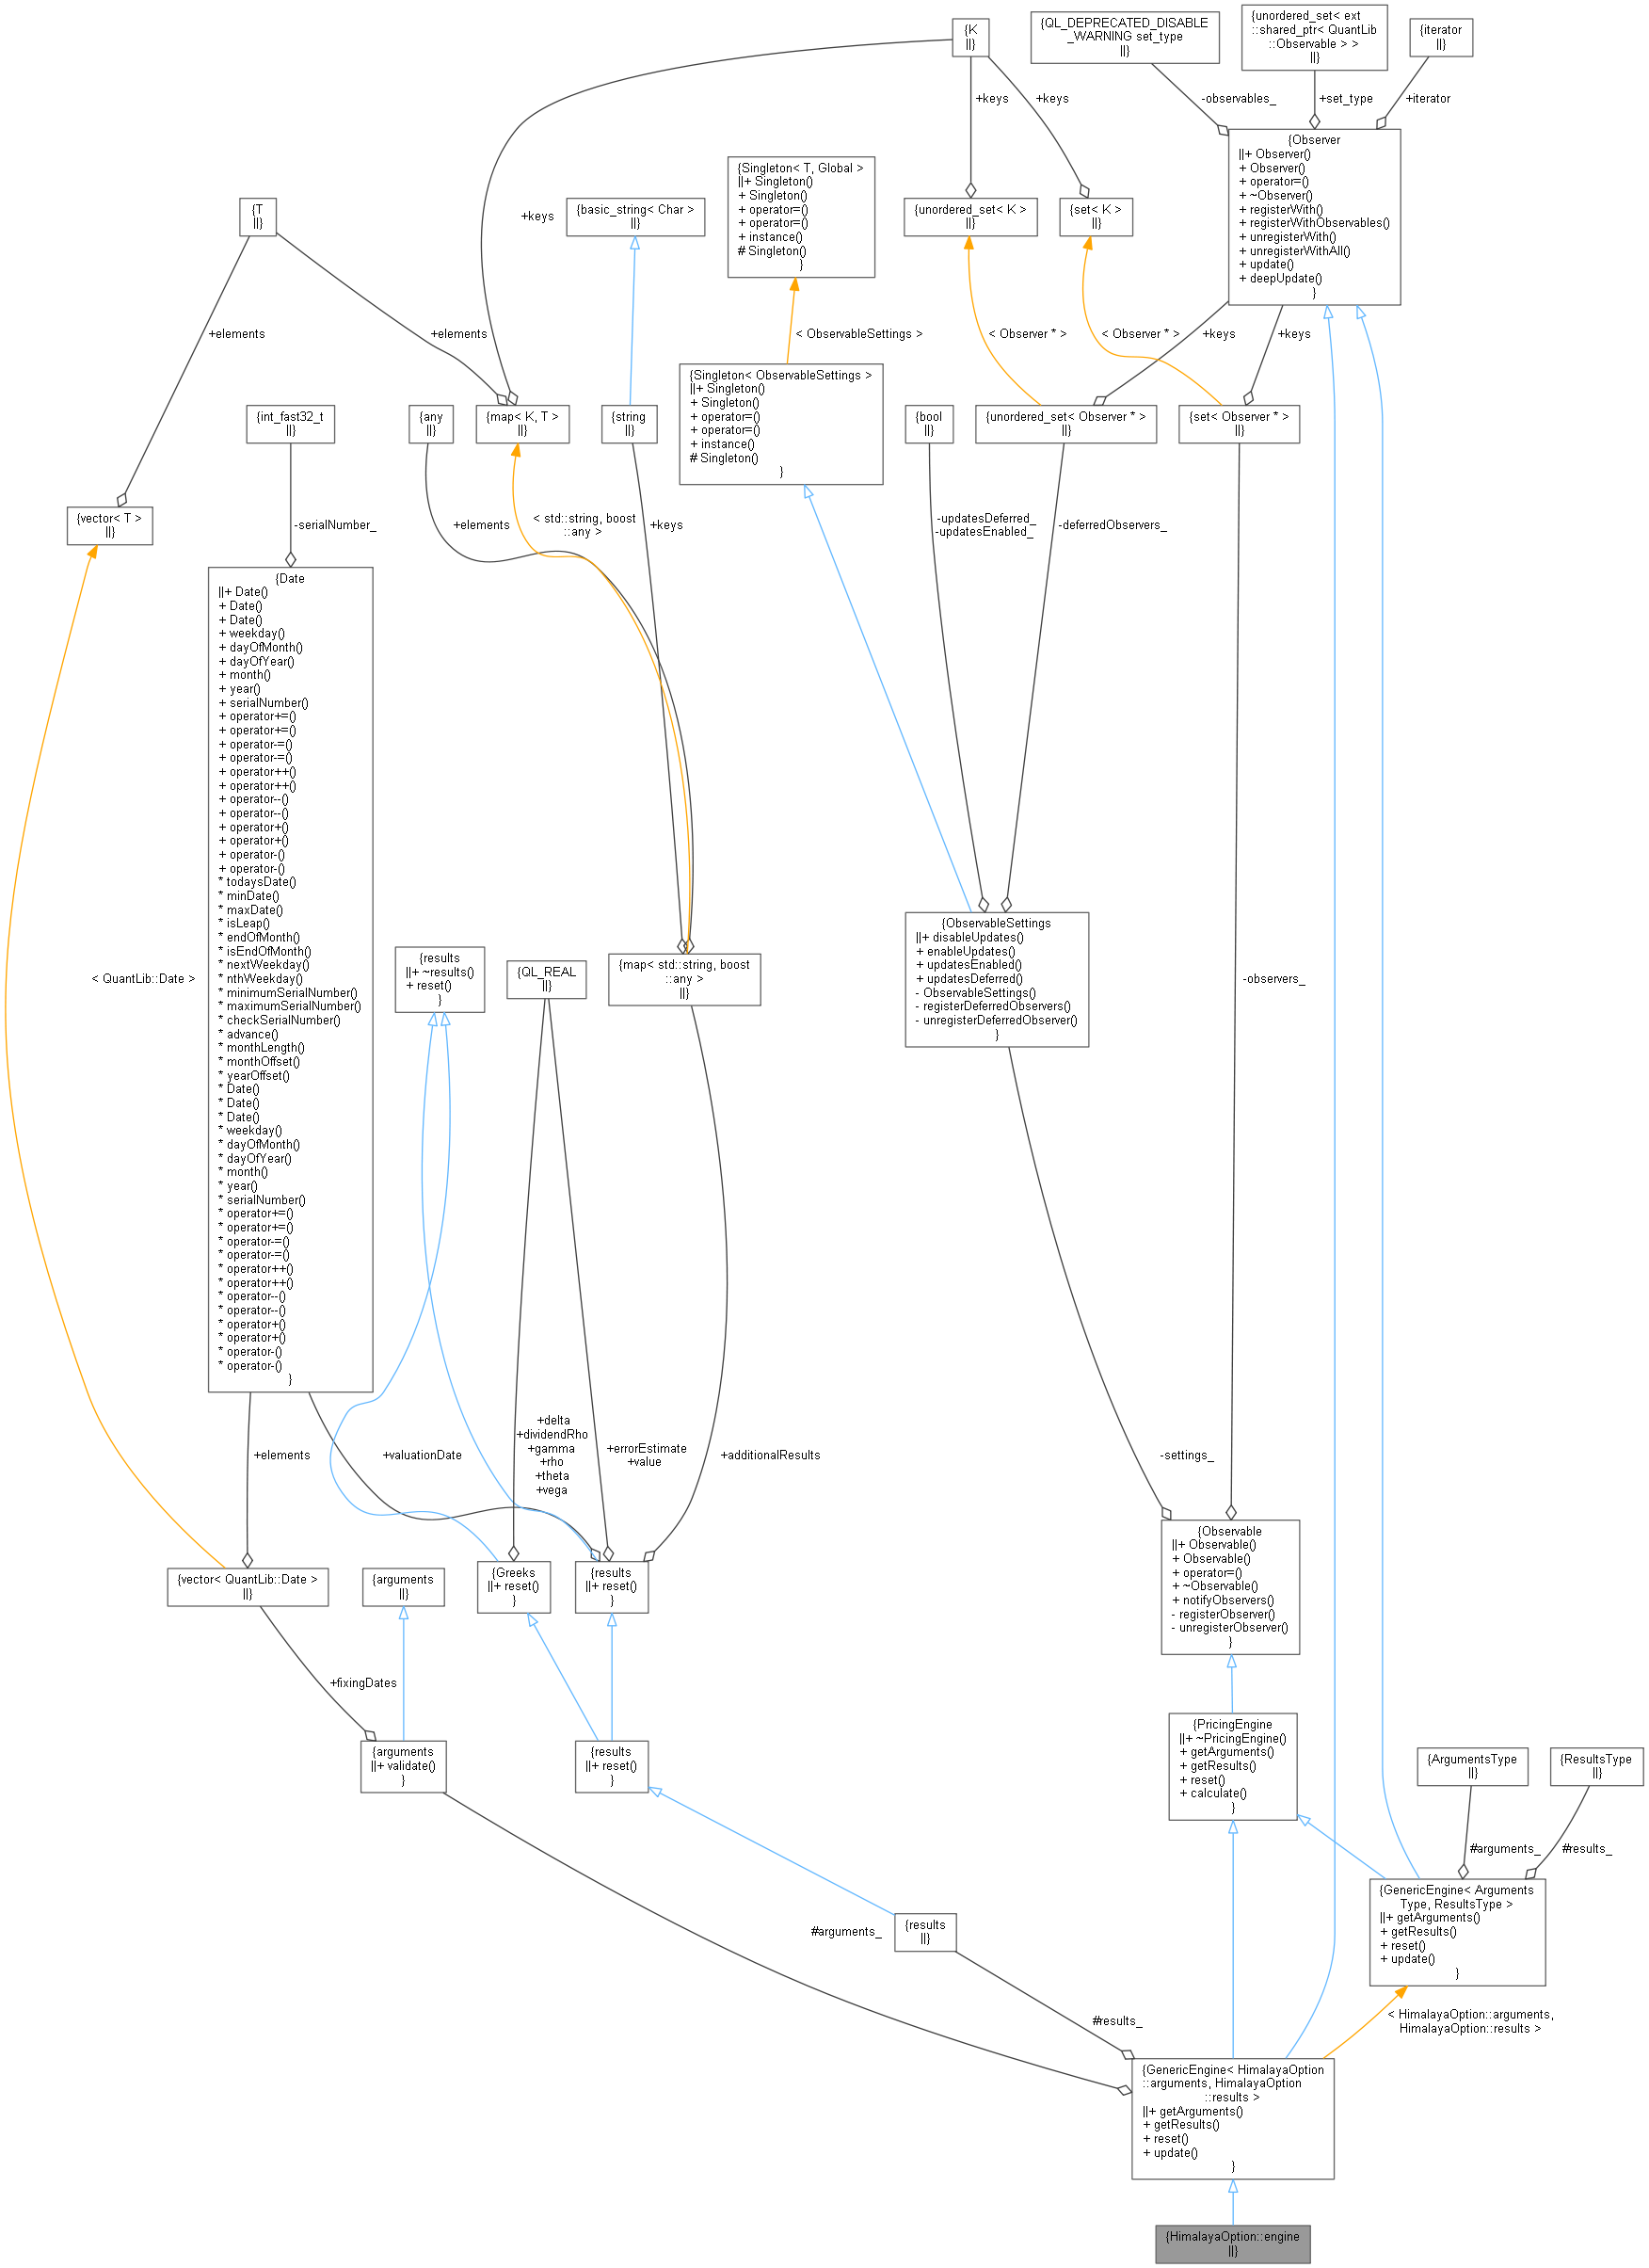 {K
||}
{QL_DEPRECATED_DISABLE
_WARNING set_type
||}
{unordered_set< ext
::shared_ptr< QuantLib
::Observable > >
||}
{iterator
||}
+keys
+keys
-observables_
+set_type
+iterator
{Observer
||+ Observer()
+ Observer()
+ operator=()
+ ~Observer()
+ registerWith()
+ registerWithObservables()
+ unregisterWith()
+ unregisterWithAll()
+ update()
+ deepUpdate()
}
{Singleton< T, Global >
||+ Singleton()
+ Singleton()
+ operator=()
+ operator=()
+ instance()
# Singleton()
}
{T
||}
+keys
{basic_string< Char >
||}
{unordered_set< K >
||}
{set< K >
||}
+elements
+elements
< ObservableSettings >
< Observer * >
< Observer * >
+keys
+keys
{Singleton< ObservableSettings >
||+ Singleton()
+ Singleton()
+ operator=()
+ operator=()
+ instance()
# Singleton()
}
{int_fast32_t
||}
{any
||}
{map< K, T >
||}
{string
||}
{bool
||}
{unordered_set< Observer * >
||}
{set< Observer * >
||}
{vector< T >
||}
-serialNumber_
+elements
< std::string, boost
::any >
+keys
-updatesDeferred_
-updatesEnabled_
-deferredObservers_
{Date
||+ Date()
+ Date()
+ Date()
+ weekday()
+ dayOfMonth()
+ dayOfYear()
+ month()
+ year()
+ serialNumber()
+ operator+=()
+ operator+=()
+ operator-=()
+ operator-=()
+ operator++()
+ operator++()
+ operator--()
+ operator--()
+ operator+()
+ operator+()
+ operator-()
+ operator-()
* todaysDate()
* minDate()
* maxDate()
* isLeap()
* endOfMonth()
* isEndOfMonth()
* nextWeekday()
* nthWeekday()
* minimumSerialNumber()
* maximumSerialNumber()
* checkSerialNumber()
* advance()
* monthLength()
* monthOffset()
* yearOffset()
* Date()
* Date()
* Date()
* weekday()
* dayOfMonth()
* dayOfYear()
* month()
* year()
* serialNumber()
* operator+=()
* operator+=()
* operator-=()
* operator-=()
* operator++()
* operator++()
* operator--()
* operator--()
* operator+()
* operator+()
* operator-()
* operator-()
}
< QuantLib::Date >
{results
||+ ~results()
+ reset()
}
{QL_REAL
||}
{map< std::string, boost
::any >
||}
{ObservableSettings
||+ disableUpdates()
+ enableUpdates()
+ updatesEnabled()
+ updatesDeferred()
- ObservableSettings()
- registerDeferredObservers()
- unregisterDeferredObserver()
}
-observers_
+elements
+valuationDate
+delta
+dividendRho
+gamma
+rho
+theta
+vega
+errorEstimate
+value
+additionalResults
-settings_
{vector< QuantLib::Date >
||}
{arguments
||}
{Greeks
||+ reset()
}
{results
||+ reset()
}
{Observable
||+ Observable()
+ Observable()
+ operator=()
+ ~Observable()
+ notifyObservers()
- registerObserver()
- unregisterObserver()
}
+fixingDates
{arguments
||+ validate()
}
{results
||+ reset()
}
{PricingEngine
||+ ~PricingEngine()
+ getArguments()
+ getResults()
+ reset()
+ calculate()
}
{ArgumentsType
||}
{ResultsType
||}
#arguments_
#results_
{GenericEngine< Arguments
Type, ResultsType >
||+ getArguments()
+ getResults()
+ reset()
+ update()
}
#arguments_
{results
||}
#results_
< HimalayaOption::arguments,
HimalayaOption::results >
{GenericEngine< HimalayaOption
::arguments, HimalayaOption
::results >
||+ getArguments()
+ getResults()
+ reset()
+ update()
}
{HimalayaOption::engine
||}